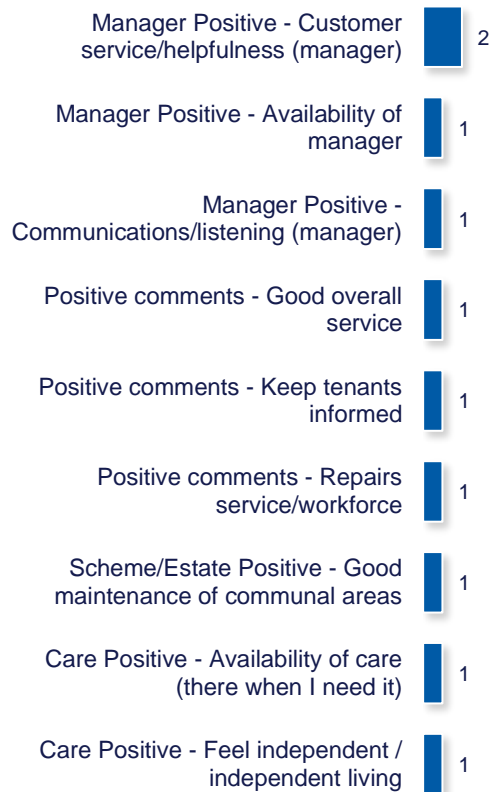 Manager Positive - Customer
service/helpfulness (manager)
2
Manager Positive - Availability of
manager
1
Manager Positive -
Communications/listening (manager)
1
Positive comments - Good overall
service
1
Positive comments - Keep tenants
informed
1
Positive comments - Repairs
service/workforce
1
Scheme/Estate Positive - Good
maintenance of communal areas
1
Care Positive - Availability of care
(there when I need it)
1
Care Positive - Feel independent /
independent living
1